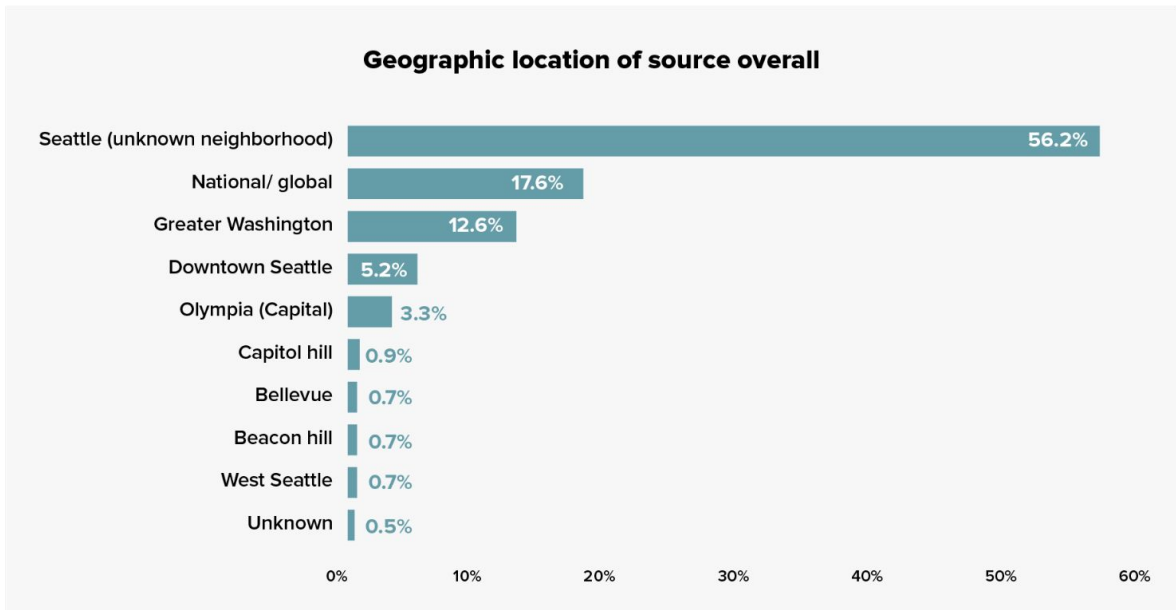 Geographic location of source overall
Seattle (unknown neighborhood) 56.2%
National/ global 17.6%
Greater Washington 12.6%
Downtown Seattle 5.2%
Olympia (Capital) 3.3%
Capitol hill 0.9%
Bellevue 0.7%
Beacon hill 0.7%
West Seattle 0.7%
Unknown 0.5%
0% 10% 20% 30% 40% 50% 60%